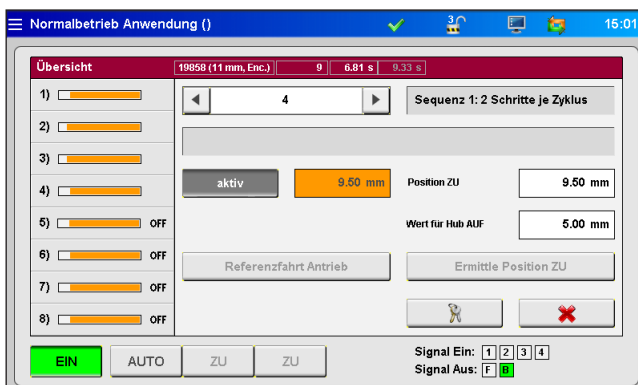 Normalbetrieb Anwendung () 3 15:01
Übersicht 19858 (11 mm, Enc.) 9 6.81 s 9.33 s
1)
2)
3)
4)
5) OFF
6) OFF
7) OFF
8) OFF
4 Sequenz 1: 2 Schritte je Zyklus
aktiv 9.50 mm Position ZU 9.50 mm
Wert für Hub AUF 5.00 mm
Referenzfahrt Antrieb Ermittle Position ZU
EIN AUTO ZU ZU
Signal Ein: 1 2 3 4
Signal Aus: F B